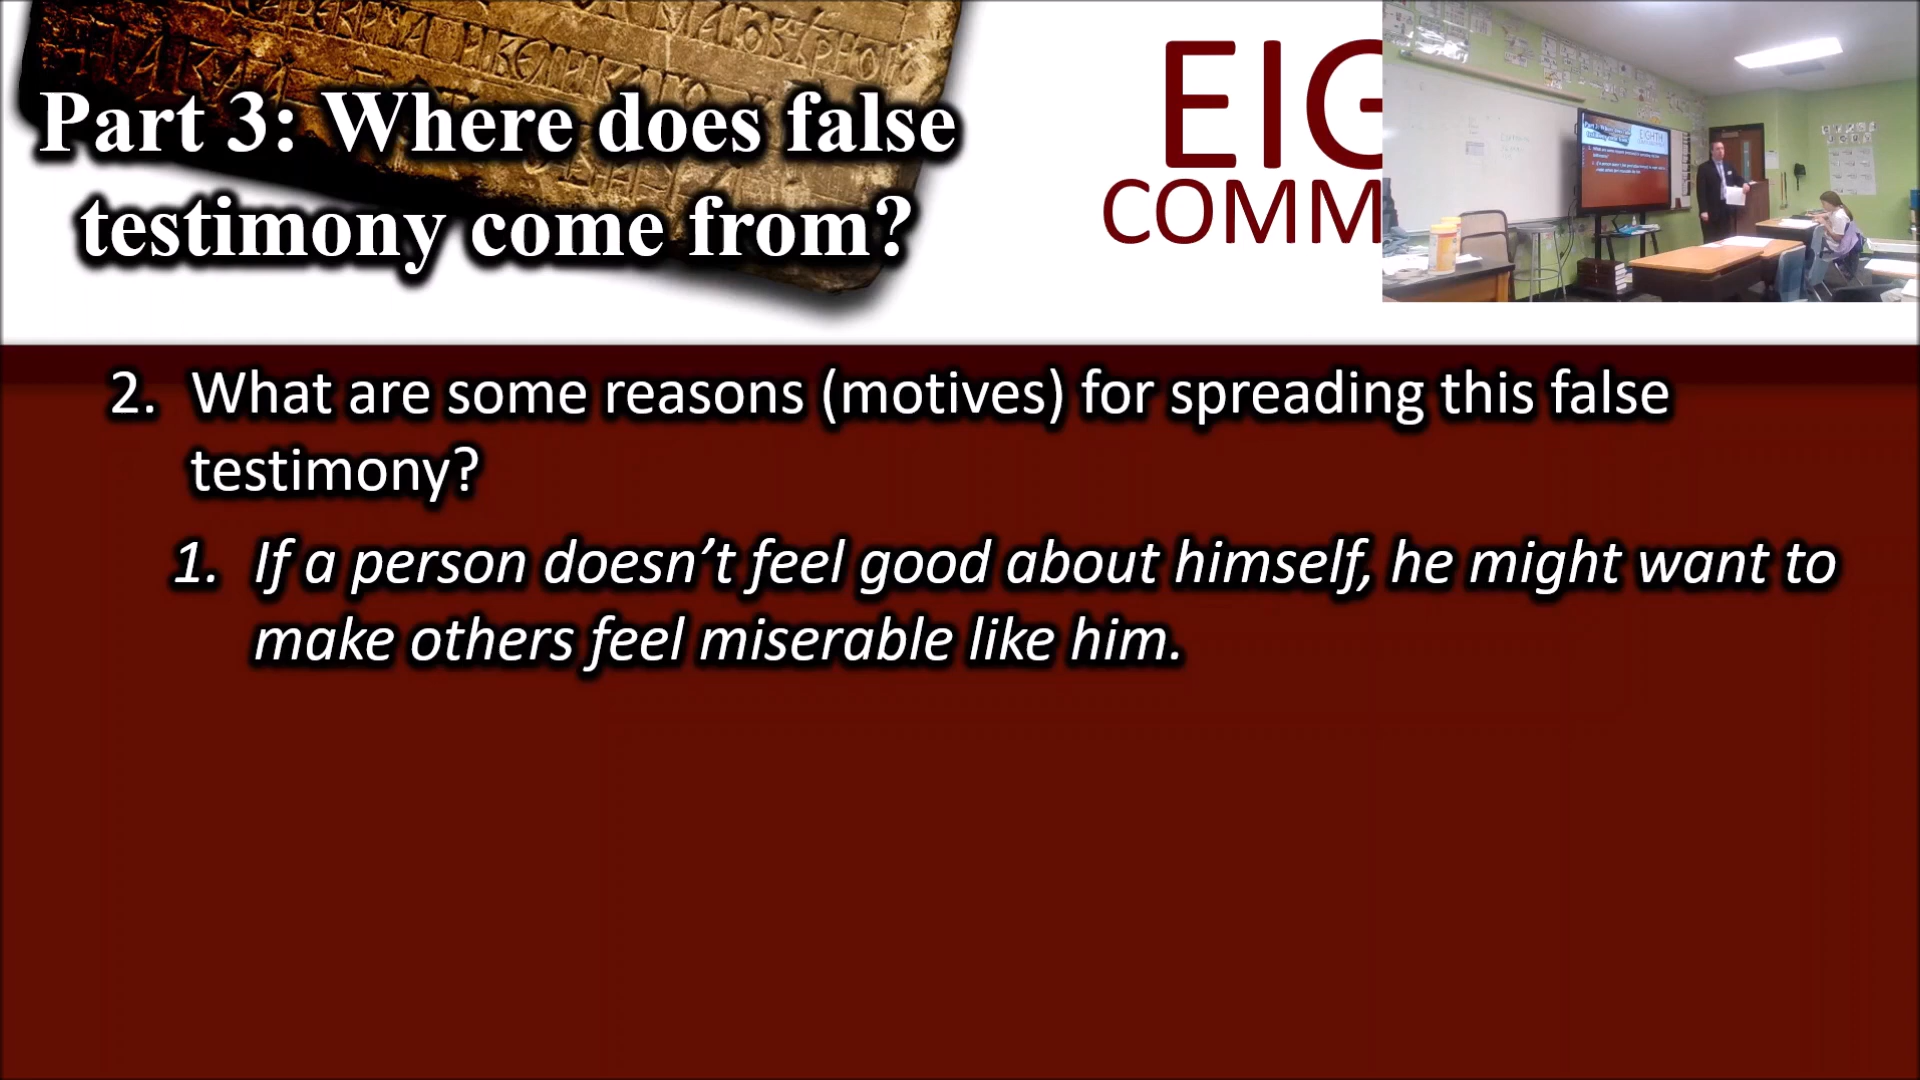 Part 3: Where does false
testimony come from?
EIG
COMM
2. What are some reasons (motives) for spreading this false
testimony?
1. If a person doesn’t feel good about himself, he might want to
make others feel miserable like him.